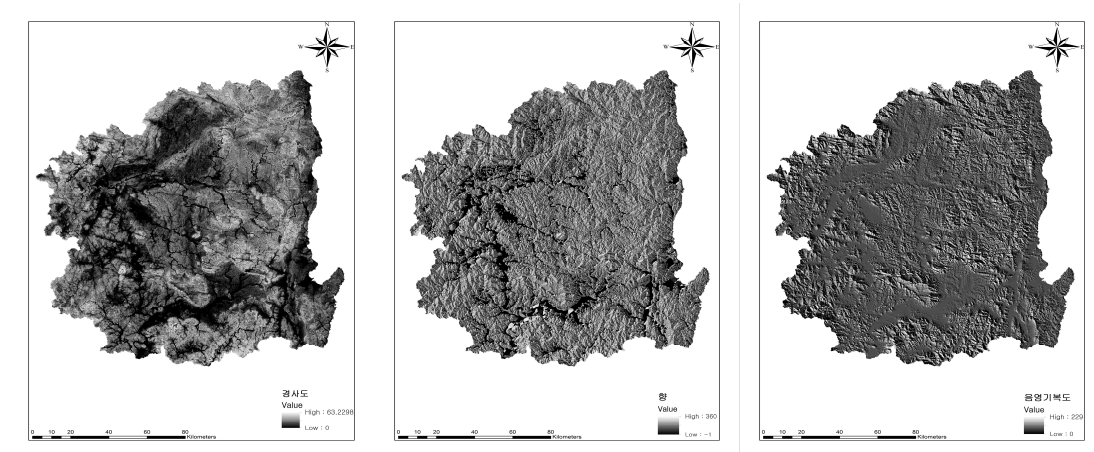 N
W E
S
경사도
Value
High : 63.2298
Low : 0
0 10 20 40 60 80
Kilometers
N
W E
S
향
Value
High : 360
Low : -1
0 10 20 40 60 80
Kilometers
N
W E
S
음영기복도
Value
High : 229
Low : 0
0 10 20 40 60 80
Kilometers